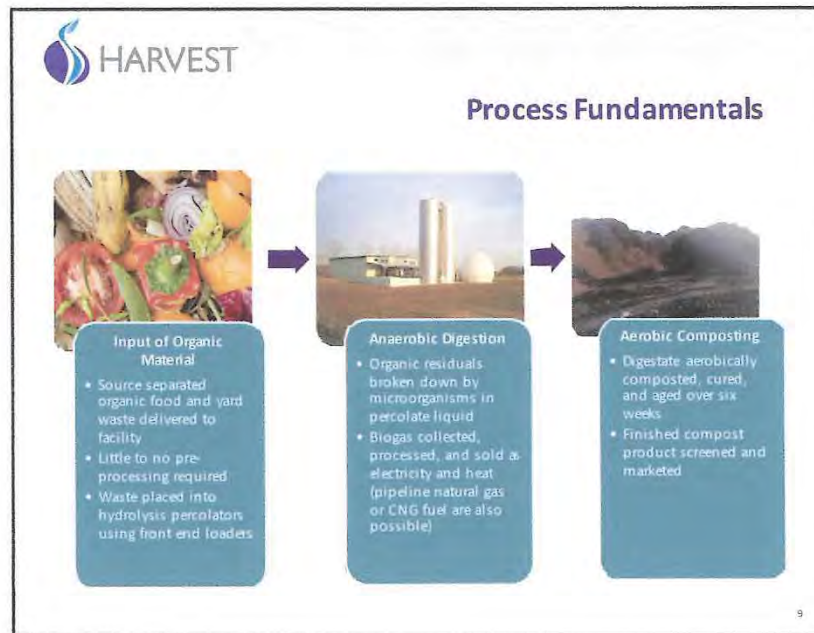 HARVEST
Process Fundamentals
Input of Organic
Material
• Source separated
organic food and yard
waste delivered to
facility
• Little to no pre-
processing required
• Waste placed into
hydrolysis percolators
using front end loaders
Anaerobic Digestion
• Organic residuals
broken down by
microorganisms in
percolate liquid
• Biogas collected,
processed, and sold as
electricity and heat
(pipeline natural gas
or CNG fuel are also
possible)
Aerobic Composting
• Digestate aerobically
composted, cured,
and aged over six
weeks
• Finished compost
product screened and
marketed
9